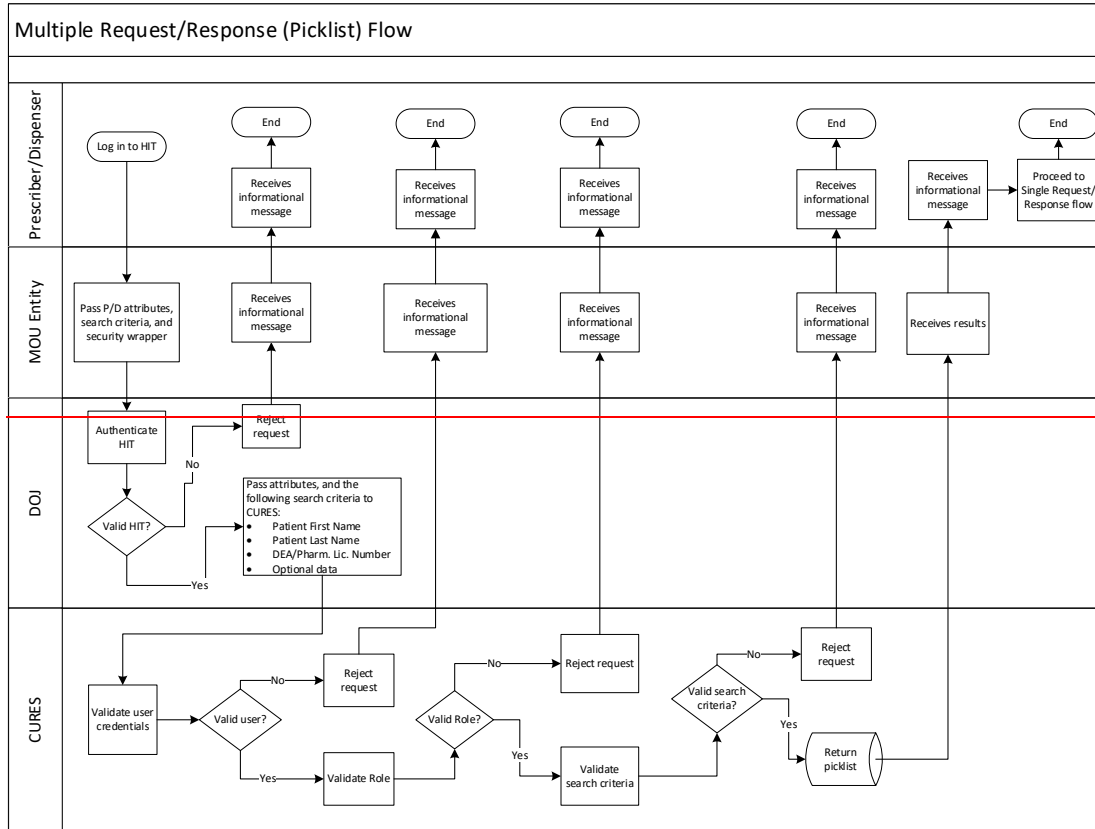 Multiple Request/Response (Picklist) Flow
Prescriber/Dispenser
Log in to HIT
End
End
End
End
End
Receives
informational
message
Receives
informational
message
Receives
informational
message
Receives
informational
message
Receives
informational
message
Proceed to
Single Request/
Response flow
MOU Entity
Pass P/D attributes,
search criteria, and
security wrapper
Receives
informational
message
Receives
informational
message
Receives
informational
message
Receives
informational
message
Receives results
DOJ
Authenticate
HIT
Reject
request
No
Valid HIT?
Yes
Pass attributes, and the
following search criteria to
CURES:
• Patient First Name
• Patient Last Name
• DEA/Pharm. Lic. Number
• Optional data
CURES
Validate user
credentials
Valid user?
No
Reject
request
Yes
Validate Role
Valid Role?
No
Reject request
Yes
Validate
search criteria
Valid search
criteria?
No
Reject
request
Yes
Return
picklist